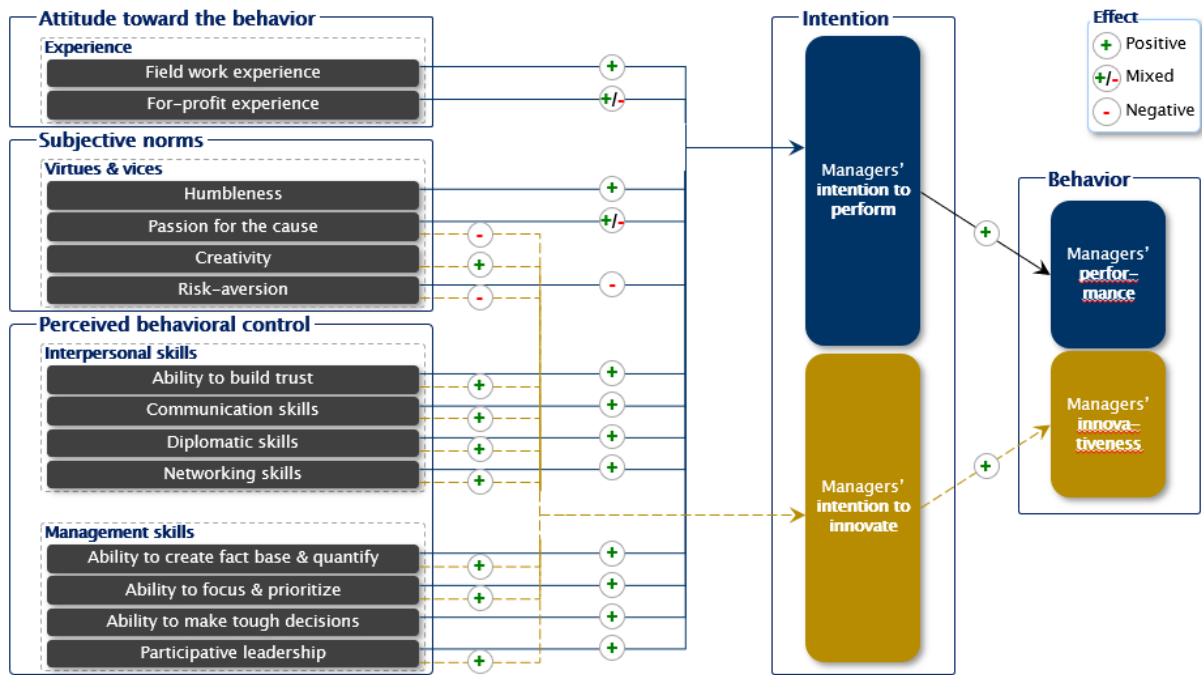 Attitude toward the behavior
Experience
Field work experience
+
For-profit experience
+/-
Subjective norms
Virtues & vices
Humbleness
+
Passion for the cause
+/-
-
Creativity
+
Risk-aversion
-
-
Perceived behavioral control
Interpersonal skills
Ability to build trust
+
+
Communication skills
+
+
Diplomatic skills
+
+
Networking skills
+
+
Management skills
Ability to create fact base & quantify
+
+
Ability to focus & prioritize
+
+
Ability to make tough decisions
+
Participative leadership
+
+
Intention
Managers'
intention to
perform
Managers'
intention to
innovate
+
+
Behavior
Managers'
perfor-
mance
Managers'
innova-
tiveness
Effect
+ Positive
+/- Mixed
- Negative